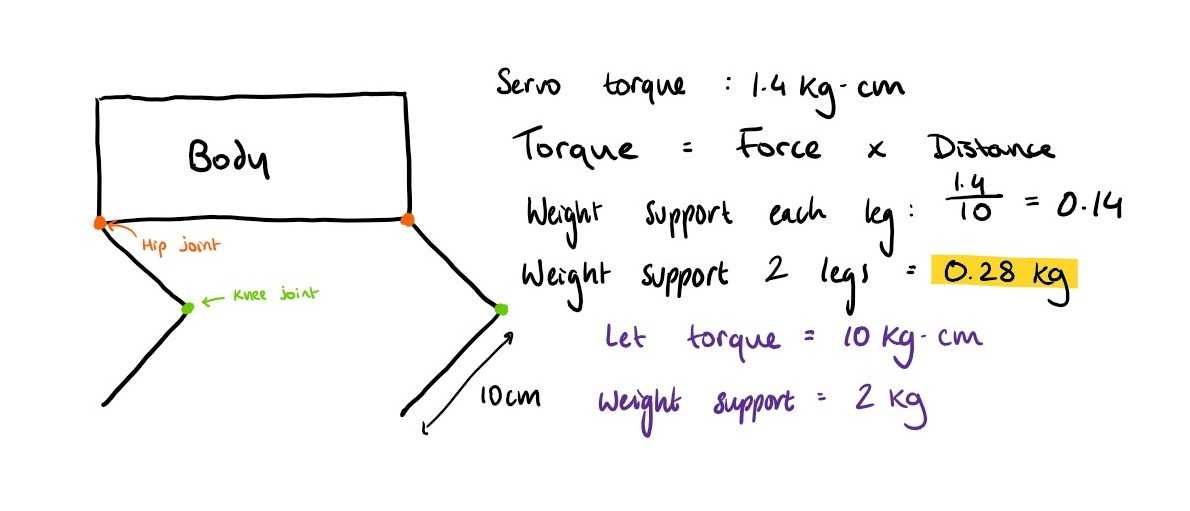 Servo torque : 1.4 Kg·cm
Body
Torque = Force x Distance
Weight support each leg : 1.4/10 = 0.14
Hip joint
Weight support 2 legs = 0.28 kg
Knee joint
Let torque = 10 Kg·cm
10cm
Weight support = 2 Kg